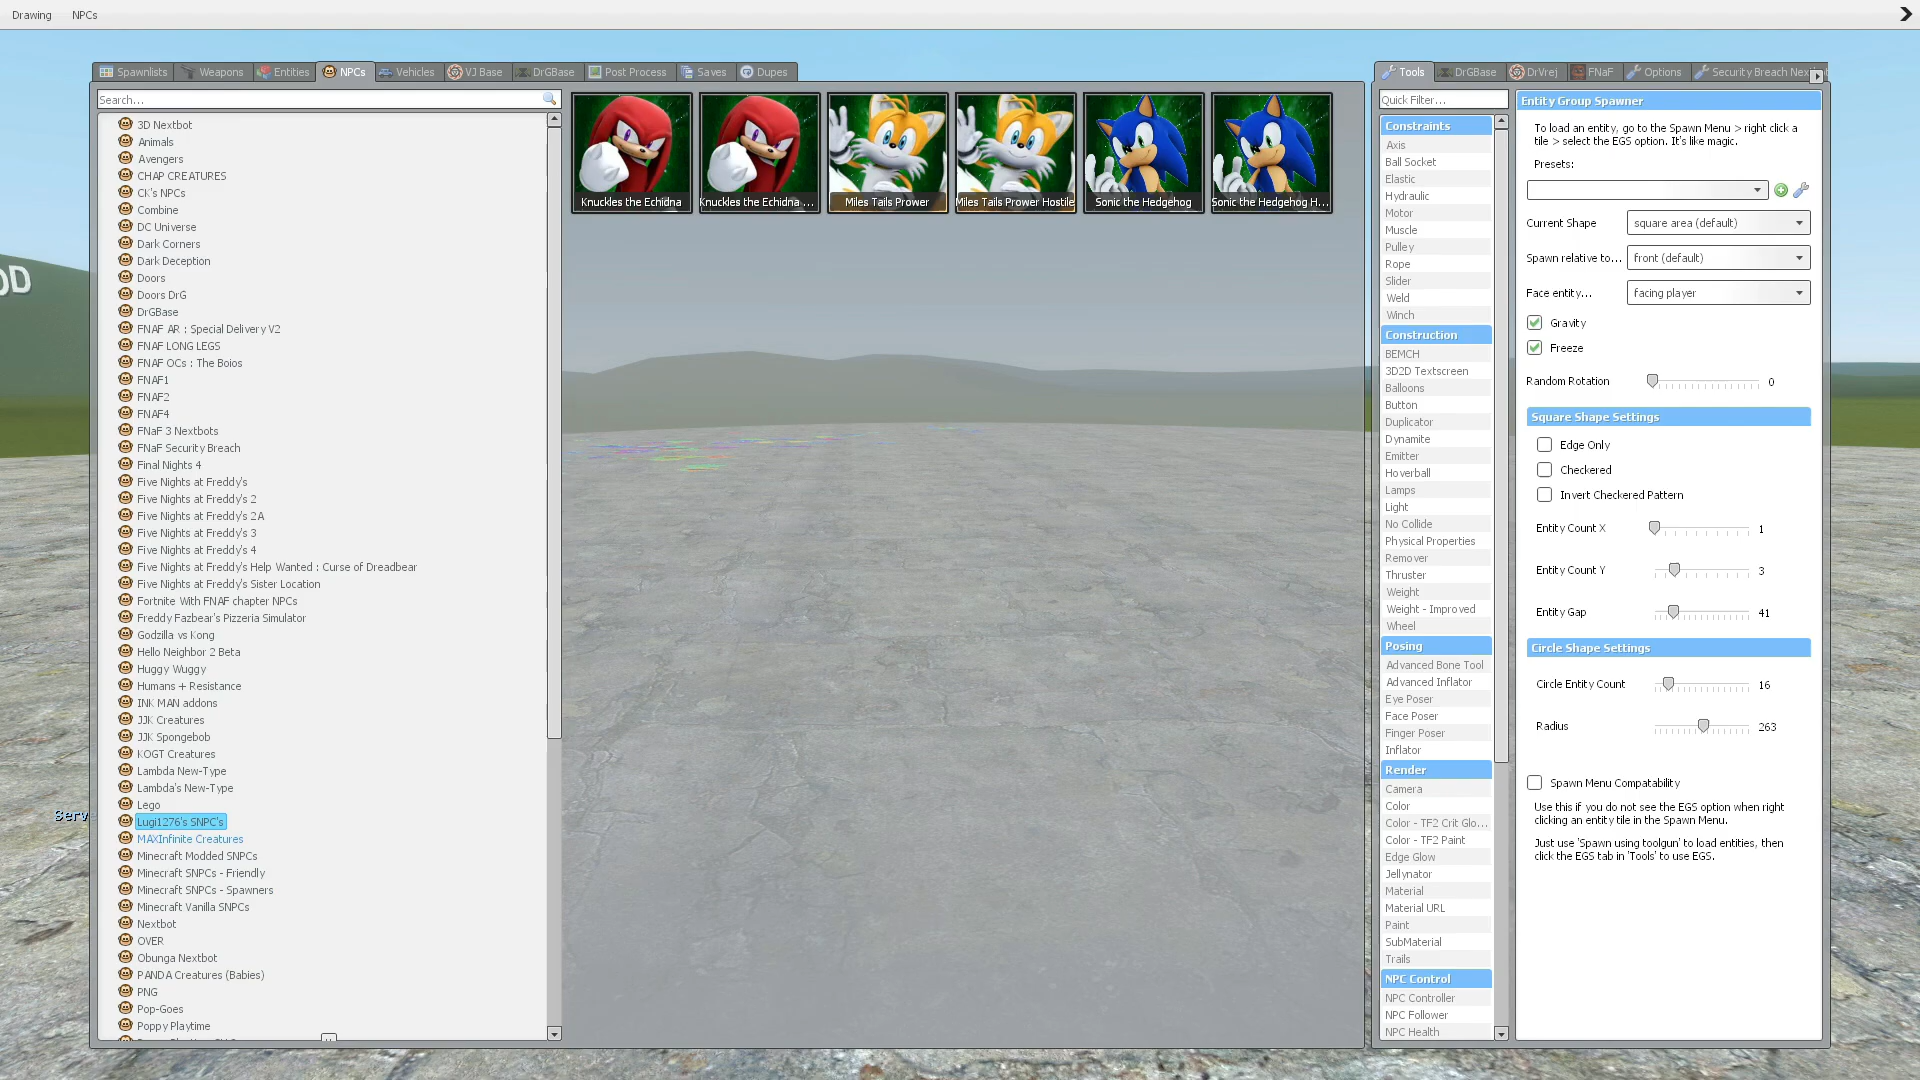 Drawing NPCs
Spawnlists Weapons Entities NPCs Vehicles VJ Base DrGBase Post Process Saves Dupes
Search...
3D Nextbot
Animals
Avengers
CHAP CREATURES
CK's NPCs
Combine
DC Universe
Dark Corners
Dark Deception
Doors
Doors DrG
DrGBase
FNAF AR : Special Delivery V2
FNAF LONG LEGS
FNAF OCs : The Boios
FNAF1
FNAF2
FNAF4
FNaF 3 Nextbots
FNaF Security Breach
Final Nights 4
Five Nights at Freddy's
Five Nights at Freddy's 2
Five Nights at Freddy's 2A
Five Nights at Freddy's 3
Five Nights at Freddy's 4
Five Nights at Freddy's Help Wanted : Curse of Dreadbear
Five Nights at Freddy's Sister Location
Fortnite With FNAF chapter NPCs
Freddy Fazbear's Pizzeria Simulator
Godzilla vs Kong
Hello Neighbor 2 Beta
Huggy Wuggy
Humans + Resistance
INK MAN addons
JJK Creatures
JJK Spongebob
KOGT Creatures
Lambda New-Type
Lambda's New-Type
Lego
Lugi1276's SNPC's
MAXInfinite Creatures
Minecraft Modded SNPCs
Minecraft SNPCs - Friendly
Minecraft SNPCs - Spawners
Minecraft Vanilla SNPCs
Nextbot
OVER
Obunga Nextbot
PANDA Creatures (Babies)
PNG
Pop-Goes
Poppy Playtime
Serv
OD
Knuckles the Echidna
Knuckles the Echidna ...
Miles Tails Prower
Miles Tails Prower Hostile
Sonic the Hedgehog
Sonic the Hedgehog H...
Tools DrGBase DrVrej FNaF Options Security Breach Nextbot
Quick Filter...
Constraints
Axis
Ball Socket
Elastic
Hydraulic
Motor
Muscle
Pulley
Rope
Slider
Weld
Winch
Construction
BEMCH
3D2D Textscreen
Balloons
Button
Duplicator
Dynamite
Emitter
Hoverball
Lamps
Light
No Collide
Physical Properties
Remover
Thruster
Weight
Weight - Improved
Wheel
Posing
Advanced Bone Tool
Advanced Inflator
Eye Poser
Face Poser
Finger Poser
Inflator
Render
Camera
Color
Color - TF2 Crit Glo...
Color - TF2 Paint
Edge Glow
Jellynator
Material
Material URL
Paint
SubMaterial
Trails
NPC Control
NPC Controller
NPC Follower
NPC Health
Entity Group Spawner
To load an entity, go to the Spawn Menu > right click a
tile > select the EGS option. It's like magic.
Presets:
Current Shape square area (default)
Spawn relative to... front (default)
Face entity... facing player
Gravity
Freeze
Random Rotation 0
Square Shape Settings
Edge Only
Checkered
Invert Checkered Pattern
Entity Count X 1
Entity Count Y 3
Entity Gap 41
Circle Shape Settings
Circle Entity Count 16
Radius 263
Spawn Menu Compatability
Use this if you do not see the EGS option when right
clicking an entity tile in the Spawn Menu.
Just use 'Spawn using toolgun' to load entities, then
click the EGS tab in 'Tools' to use EGS.